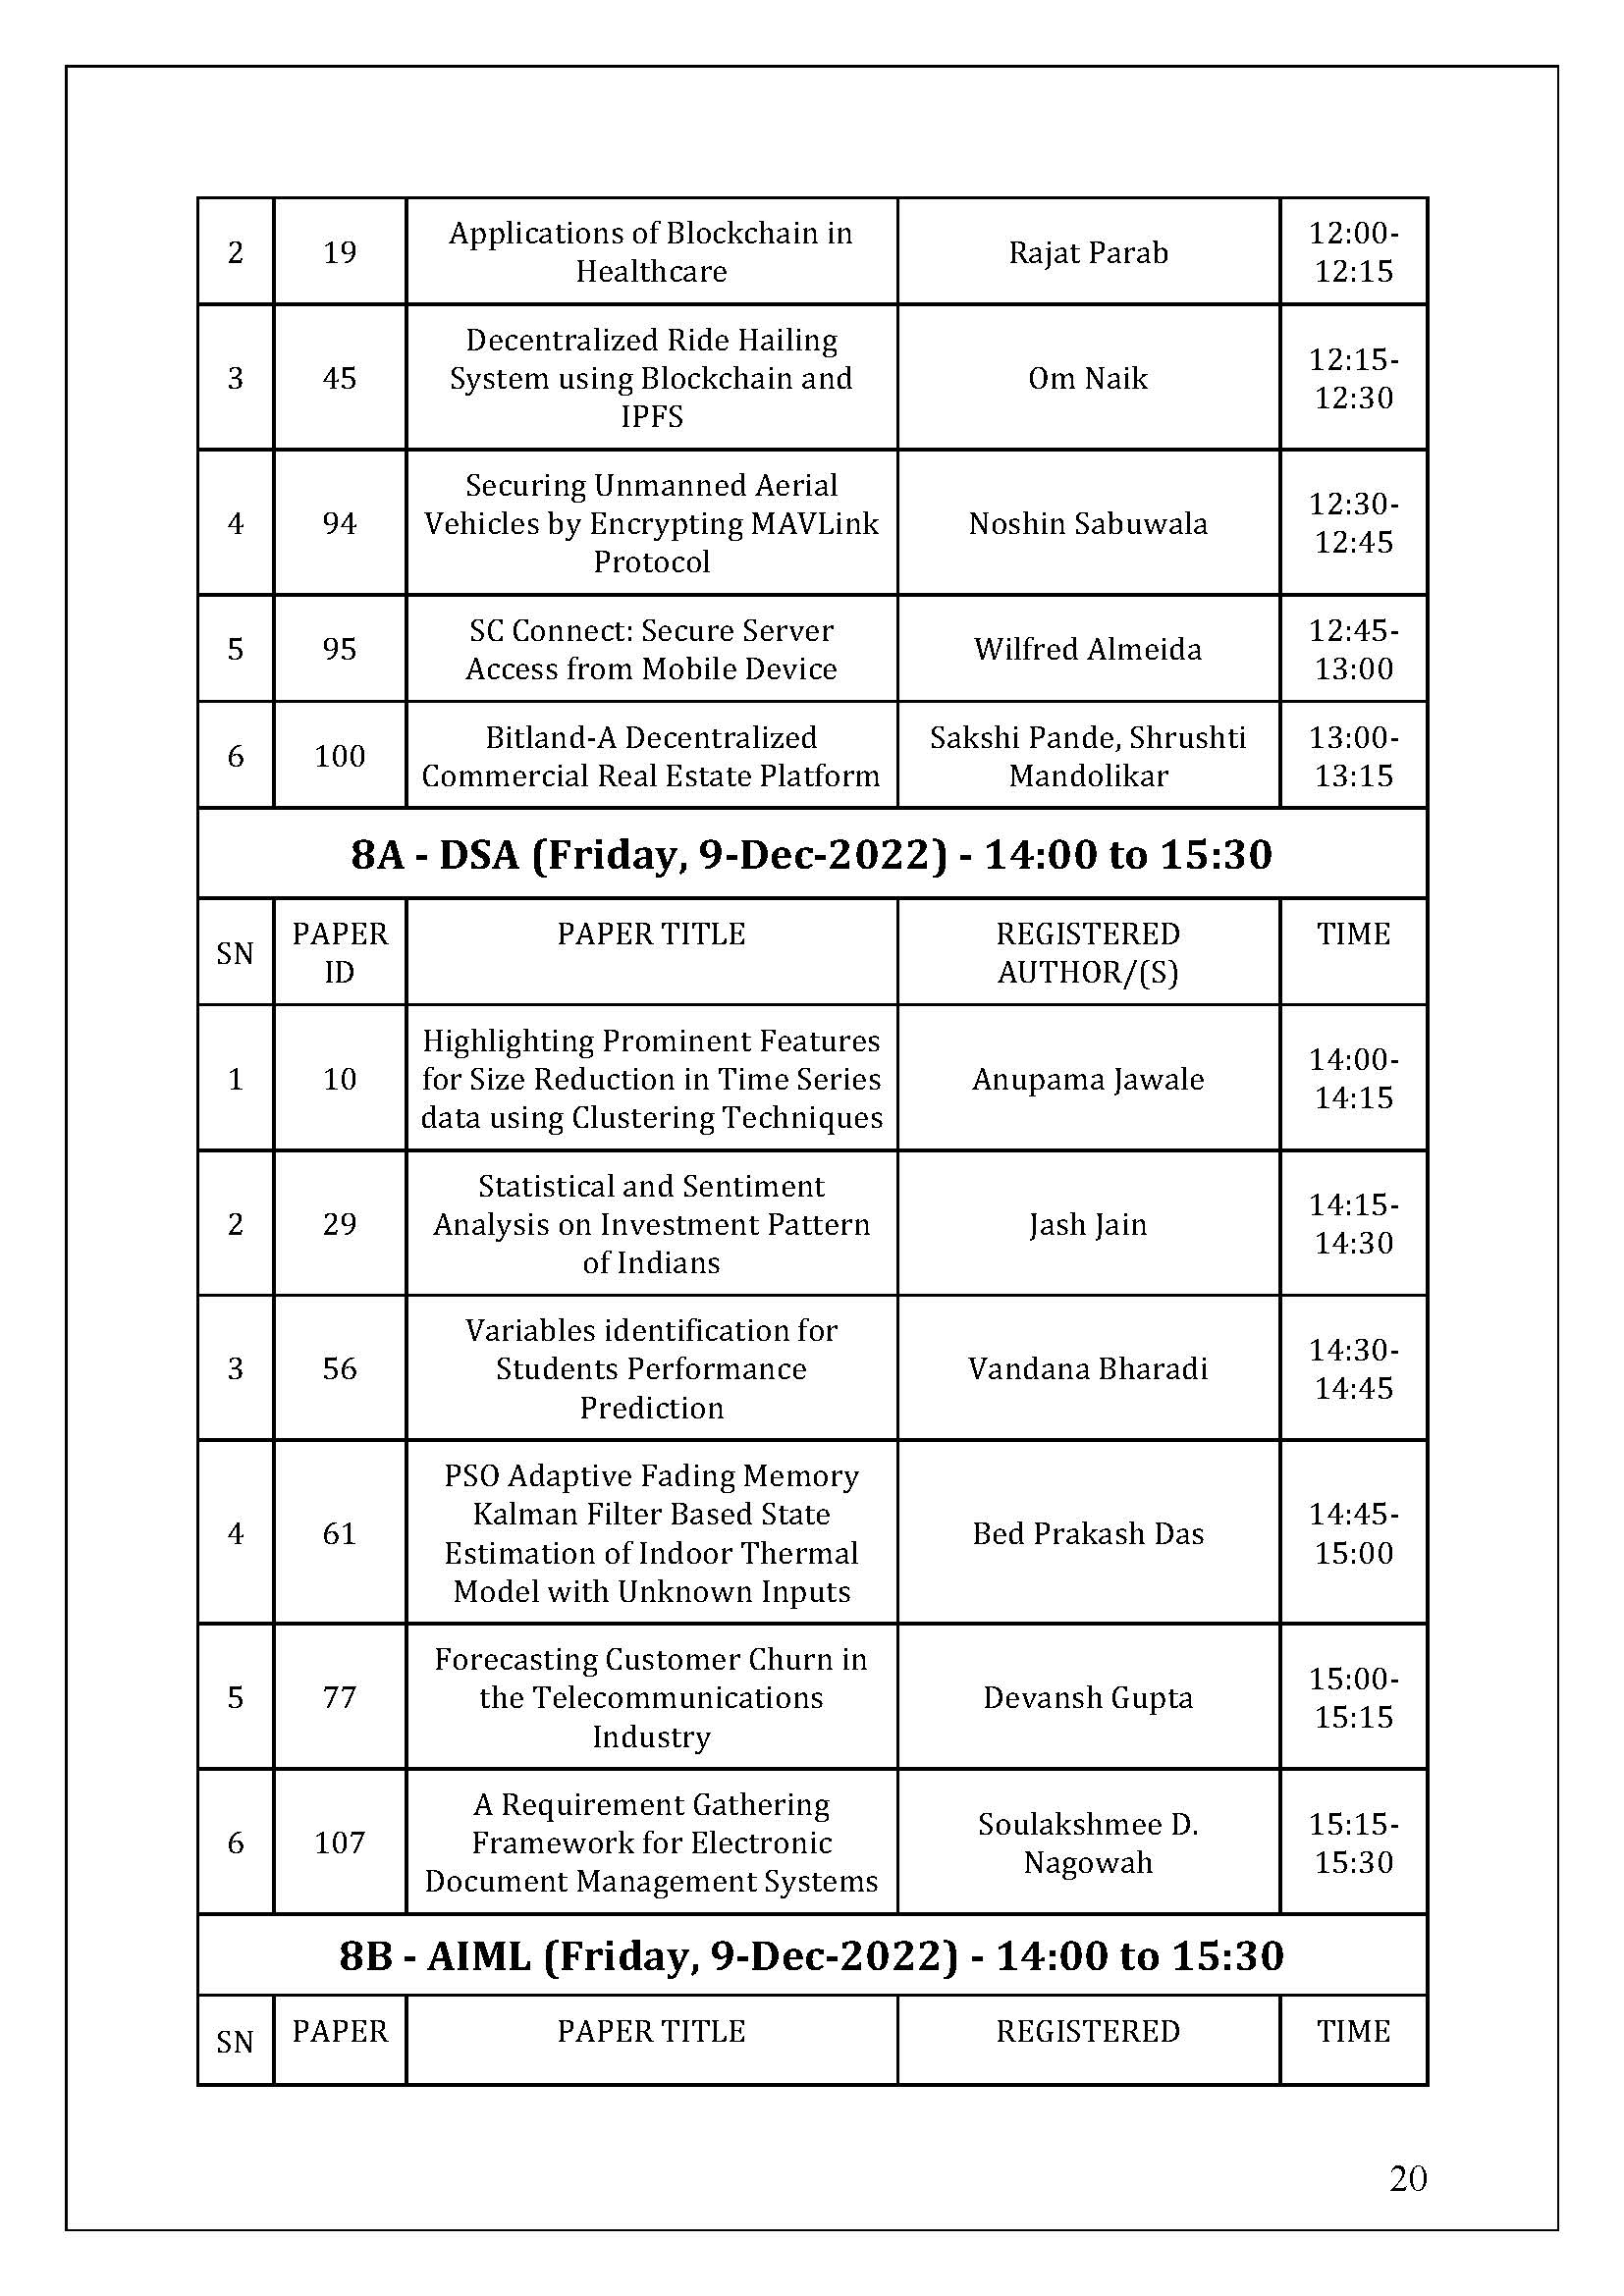 2 19 Applications of Blockchain in Healthcare Rajat Parab 12:00-12:15
3 45 Decentralized Ride Hailing System using Blockchain and IPFS Om Naik 12:15-12:30
4 94 Securing Unmanned Aerial Vehicles by Encrypting MAVLink Protocol Noshin Sabuwala 12:30-12:45
5 95 SC Connect: Secure Server Access from Mobile Device Wilfred Almeida 12:45-13:00
6 100 Bitland-A Decentralized Commercial Real Estate Platform Sakshi Pande, Shrushti Mandolikar 13:00-13:15
8A - DSA (Friday, 9-Dec-2022) - 14:00 to 15:30
SN PAPER ID PAPER TITLE REGISTERED AUTHOR/(S) TIME
1 10 Highlighting Prominent Features for Size Reduction in Time Series data using Clustering Techniques Anupama Jawale 14:00-14:15
2 29 Statistical and Sentiment Analysis on Investment Pattern of Indians Jash Jain 14:15-14:30
3 56 Variables identification for Students Performance Prediction Vandana Bharadi 14:30-14:45
4 61 PSO Adaptive Fading Memory Kalman Filter Based State Estimation of Indoor Thermal Model with Unknown Inputs Bed Prakash Das 14:45-15:00
5 77 Forecasting Customer Churn in the Telecommunications Industry Devansh Gupta 15:00-15:15
6 107 A Requirement Gathering Framework for Electronic Document Management Systems Soulakshmee D. Nagowah 15:15-15:30
8B - AIML (Friday, 9-Dec-2022) - 14:00 to 15:30
SN PAPER PAPER TITLE REGISTERED TIME
20